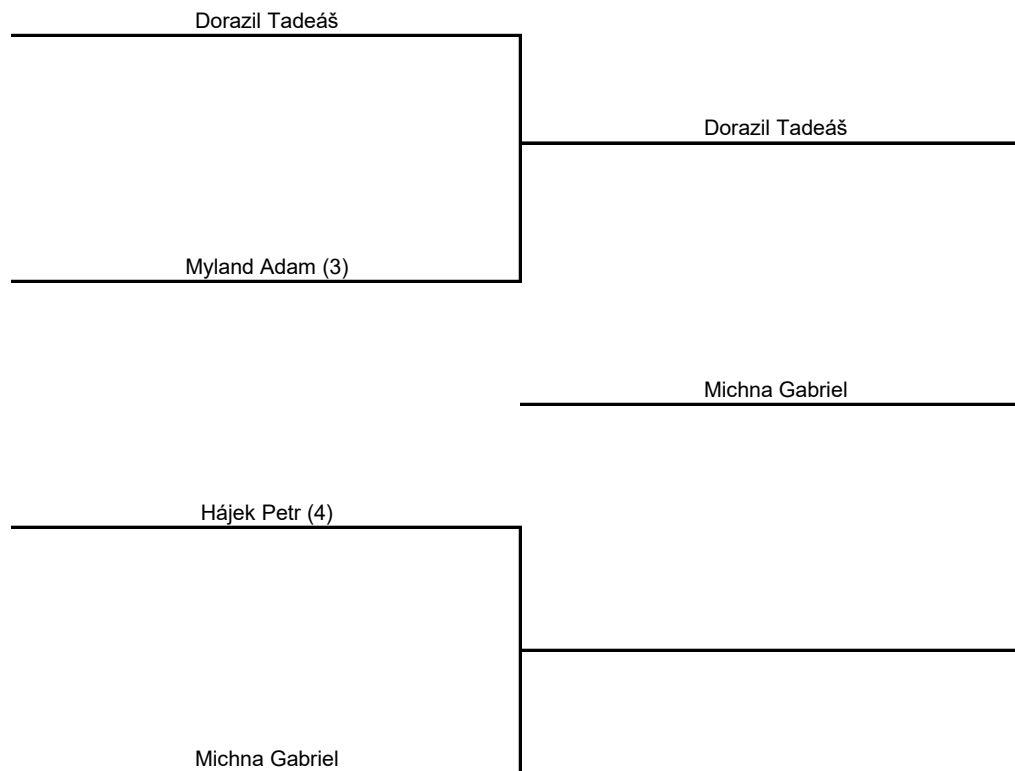 Dorazil Tadeáš
Dorazil Tadeáš
Myland Adam (3)
Michna Gabriel
Hájek Petr (4)
Michna Gabriel